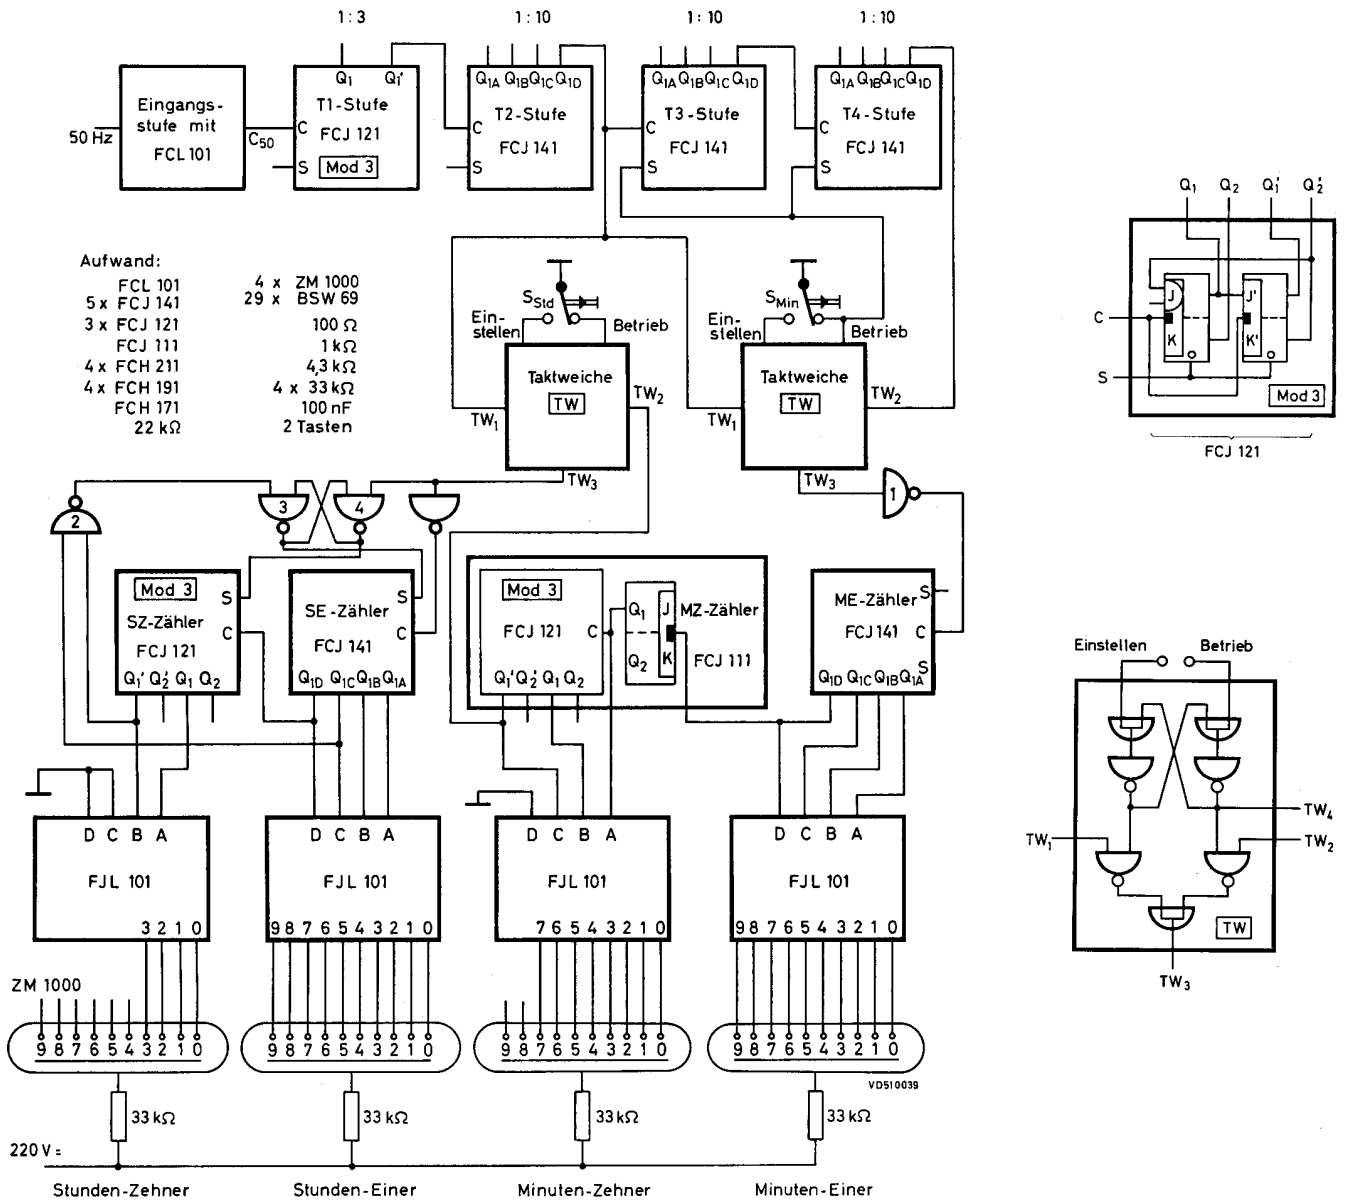 1 : 3
1 : 10
1 : 10
1 : 10
Eingangs-
stufe mit
FCL 101
50 Hz
C50
Q1 Q1'
T1-Stufe
C FCJ 121
S Mod 3
Q1A Q1B Q1C Q1D
T2-Stufe
C
FCJ 141
S
Q1A Q1B Q1C Q1D
T3-Stufe
C
FCJ 141
S
Q1A Q1B Q1C Q1D
T4-Stufe
C
FCJ 141
S
Aufwand:
FCL 101 4 x ZM 1000
5 x FCJ 141 29 x BSW 69
3 x FCJ 121 100 Ω
FCJ 111 1 kΩ
4 x FCH 211 4,3 kΩ
4 x FCH 191 4 x 33 kΩ
FCH 171 100 nF
22 kΩ 2 Tasten
SStd
Ein-
stellen
Betrieb
Taktweiche
TW
TW1
TW2
TW3
SMin
Ein-
stellen
Betrieb
Taktweiche
TW
TW1
TW2
TW3
Q1 Q2 Q1' Q2'
J J'
C
K K'
S
Mod 3
FCJ 121
2
3
4
1
Mod 3
S
SZ-Zähler
C
FCJ 121
Q1' Q2' Q1 Q2
S
SE-Zähler
C
FCJ 141
Q1D Q1C Q1B Q1A
Mod 3
FCJ 121
C
Q1' Q2' Q1 Q2
Q1 J
Q2 K
MZ-Zähler
FCJ 111
S
ME-Zähler
FCJ 141
C
S
Q1D Q1C Q1B Q1A
Einstellen Betrieb
TW4
TW1
TW2
TW
TW3
D C B A
FJL 101
3 2 1 0
D C B A
FJL 101
9 8 7 6 5 4 3 2 1 0
D C B A
FJL 101
7 6 5 4 3 2 1 0
D C B A
FJL 101
9 8 7 6 5 4 3 2 1 0
ZM 1000
9 8 7 6 5 4 3 2 1 0
9 8 7 6 5 4 3 2 1 0
9 8 7 6 5 4 3 2 1 0
9 8 7 6 5 4 3 2 1 0
VD510039
33 kΩ
33 kΩ
33 kΩ
33 kΩ
220 V =
Stunden-Zehner
Stunden-Einer
Minuten-Zehner
Minuten-Einer